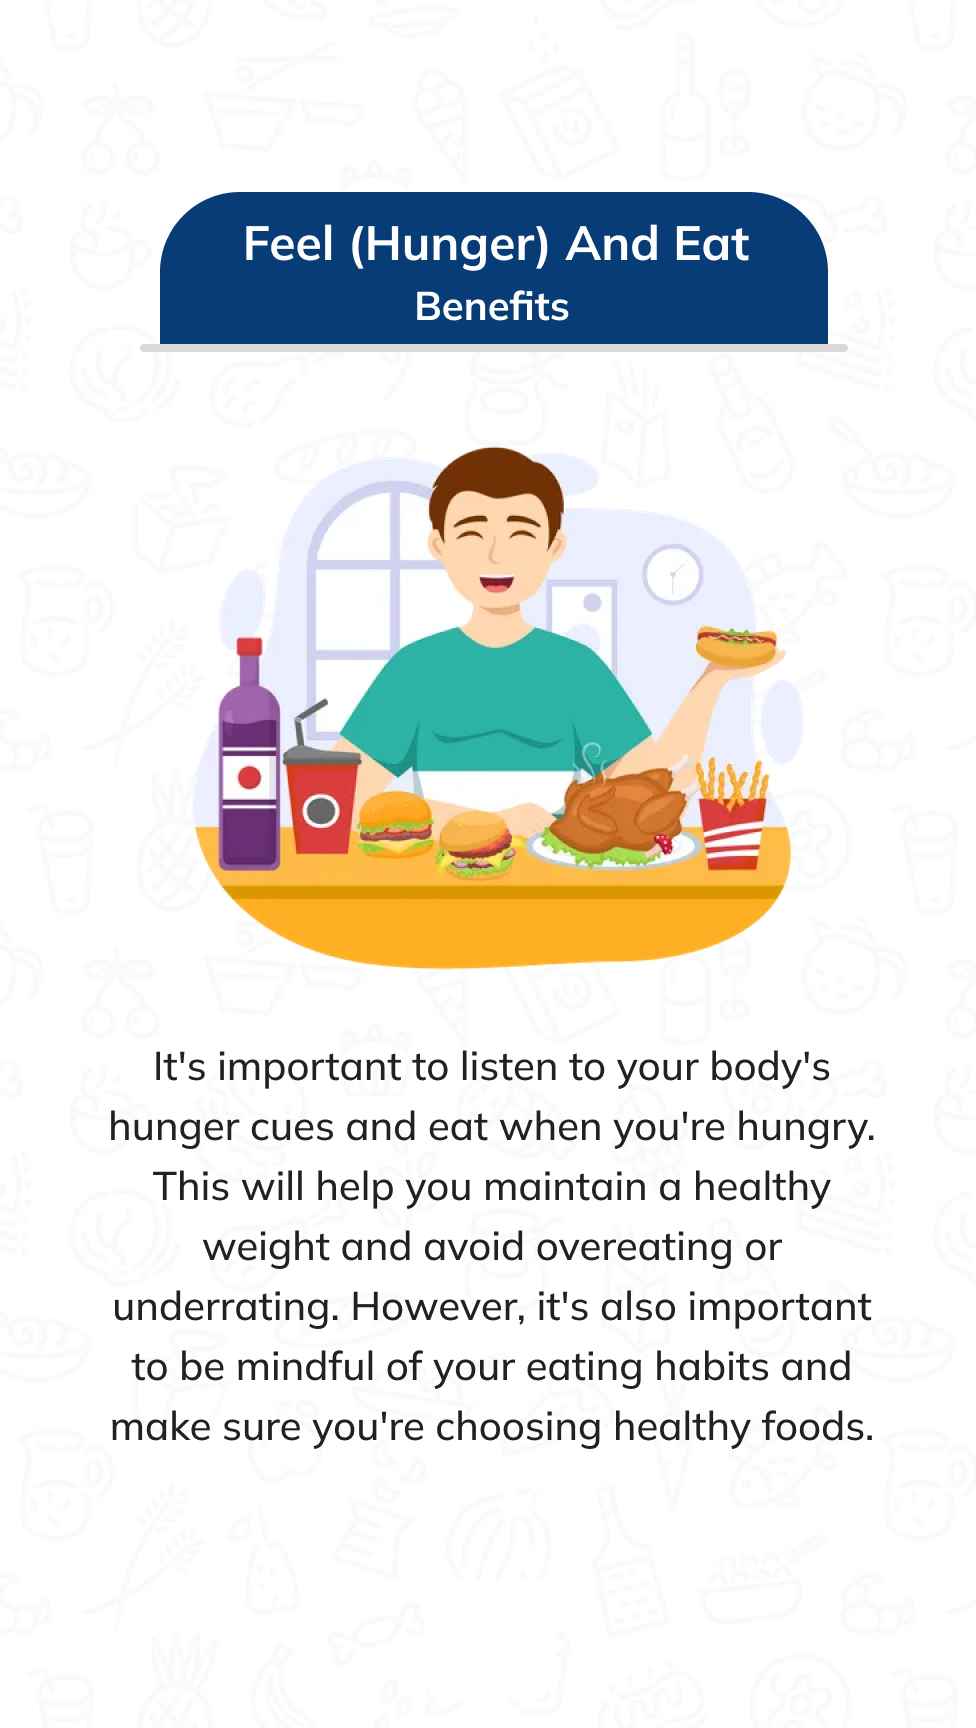 Feel (Hunger) And Eat
Benefits
It's important to listen to your body's
hunger cues and eat when you're hungry.
This will help you maintain a healthy
weight and avoid overeating or
underrating. However, it's also important
to be mindful of your eating habits and
make sure you're choosing healthy foods.